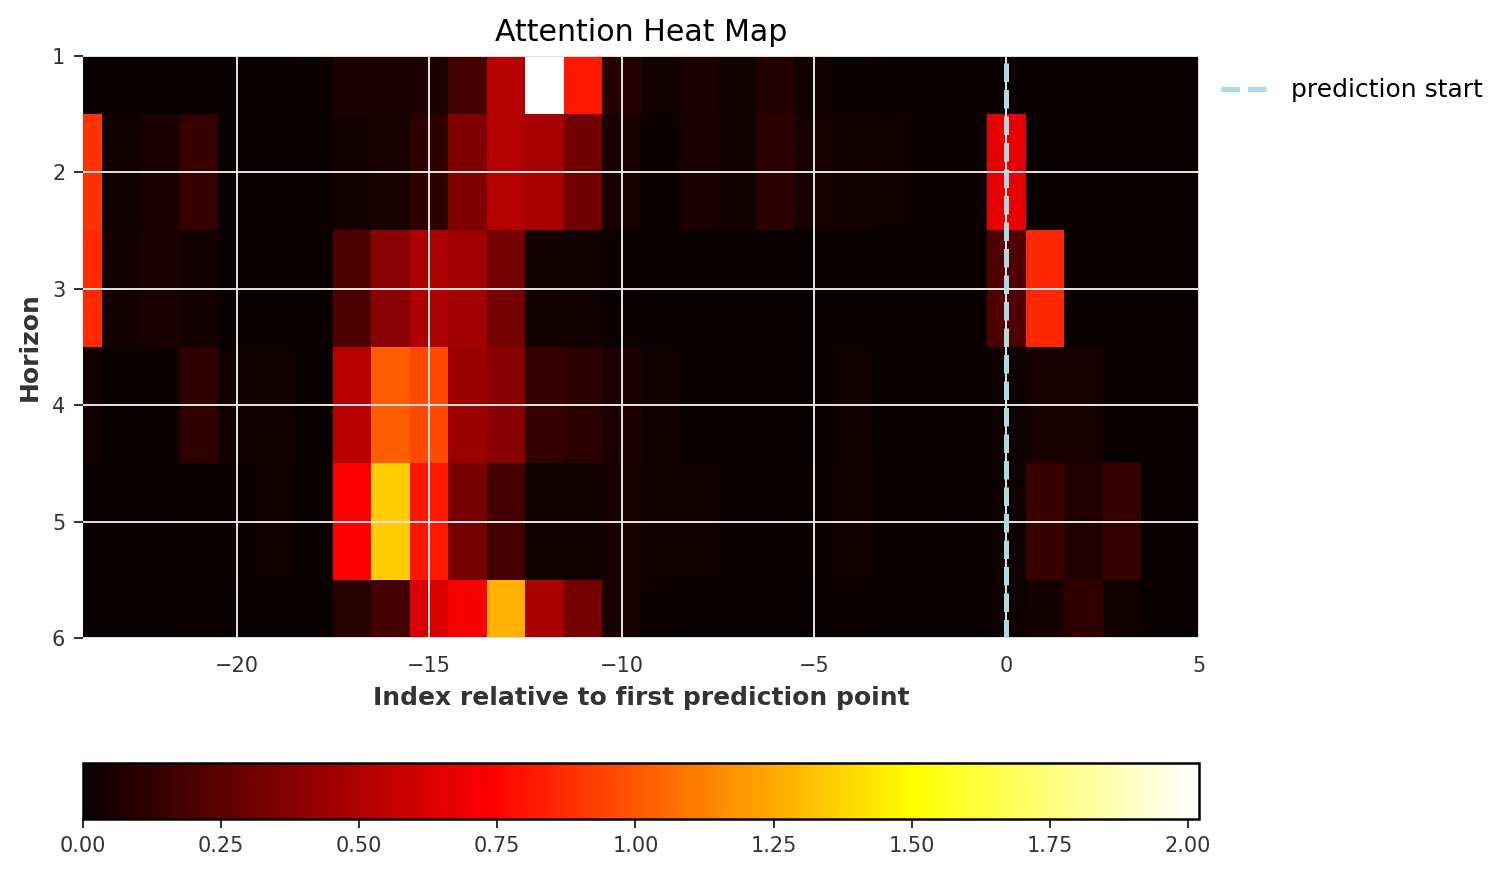 Attention Heat Map
prediction start
1
2
3
4
5
6
Horizon
−20 −15 −10 −5 0 5
Index relative to first prediction point
0.00 0.25 0.50 0.75 1.00 1.25 1.50 1.75 2.00